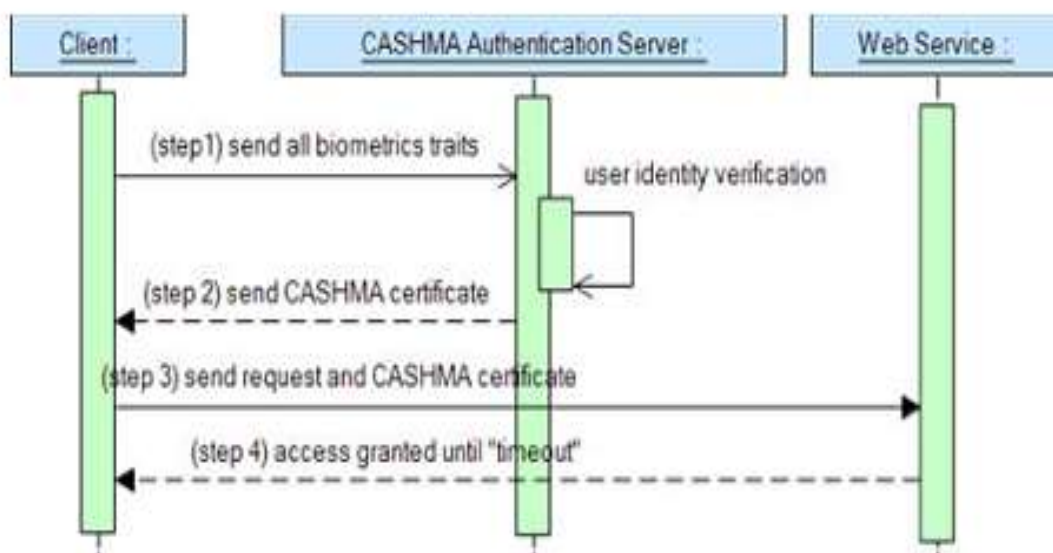 Client :
CASHMA Authentication Server :
Web Service :
(step1) send all biometrics traits
user identity verification
(step 2) send CASHMA certificate
(step 3) send request and CASHMA certificate
(step 4) access granted until "timeout"